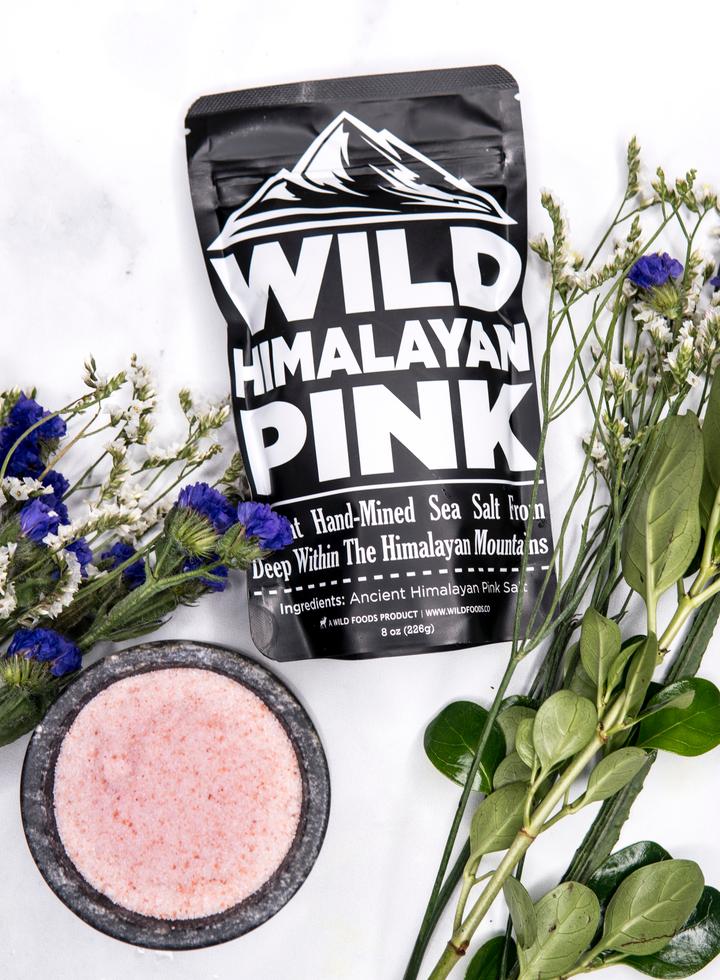 WILD
HIMALAYAN
PINK
Hand-Mined Sea Salt From
Deep Within The Himalayan Mountains
Ingredients: Ancient Himalayan Pink Salt
A WILD FOODS PRODUCT | WWW.WILDFOODS.CO
8 oz (226g)